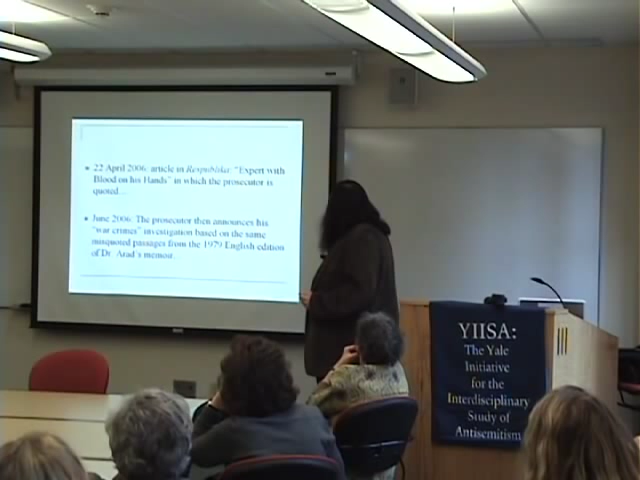 22 April 2006: article in Respublika: "Expert with
Blood on his Hands" in which the prosecutor is
quoted...
June 2006: The prosecutor then announces his
"war crimes" investigation based on the same
misquoted passages from the 1979 English edition
of Dr. Arad's memoir.
YIISA:
The Yale
Initiative
for the
Interdisciplinary
Study of
Antisemitism